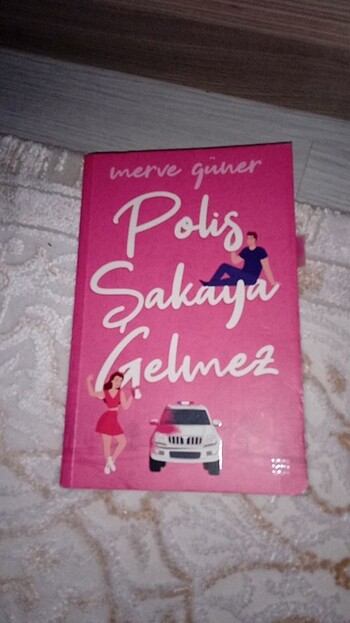 merve güner
Polis
Şakaya
Gelmez